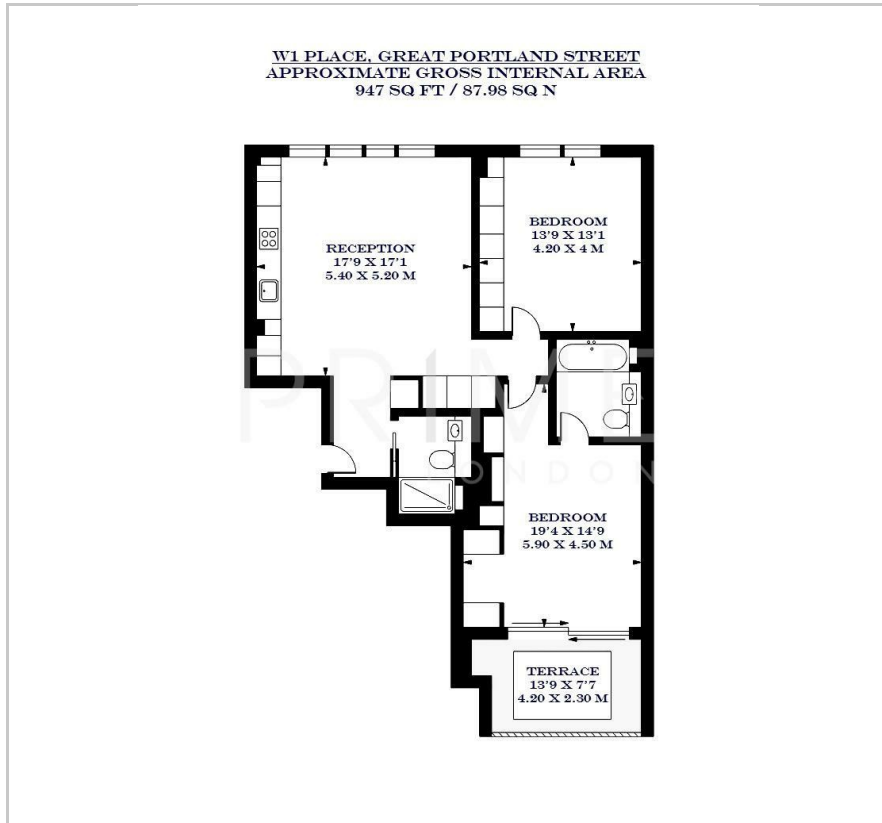 W1 PLACE, GREAT PORTLAND STREET
APPROXIMATE GROSS INTERNAL AREA
947 SQ FT / 87.98 SQ N
RECEPTION
17'9 X 17'1
5.40 X 5.20 M
BEDROOM
13'9 X 13'1
4.20 X 4 M
PRIME
LONDON
BEDROOM
19'4 X 14'9
5.90 X 4.50 M
TERRACE
13'9 X 7'7
4.20 X 2.30 M